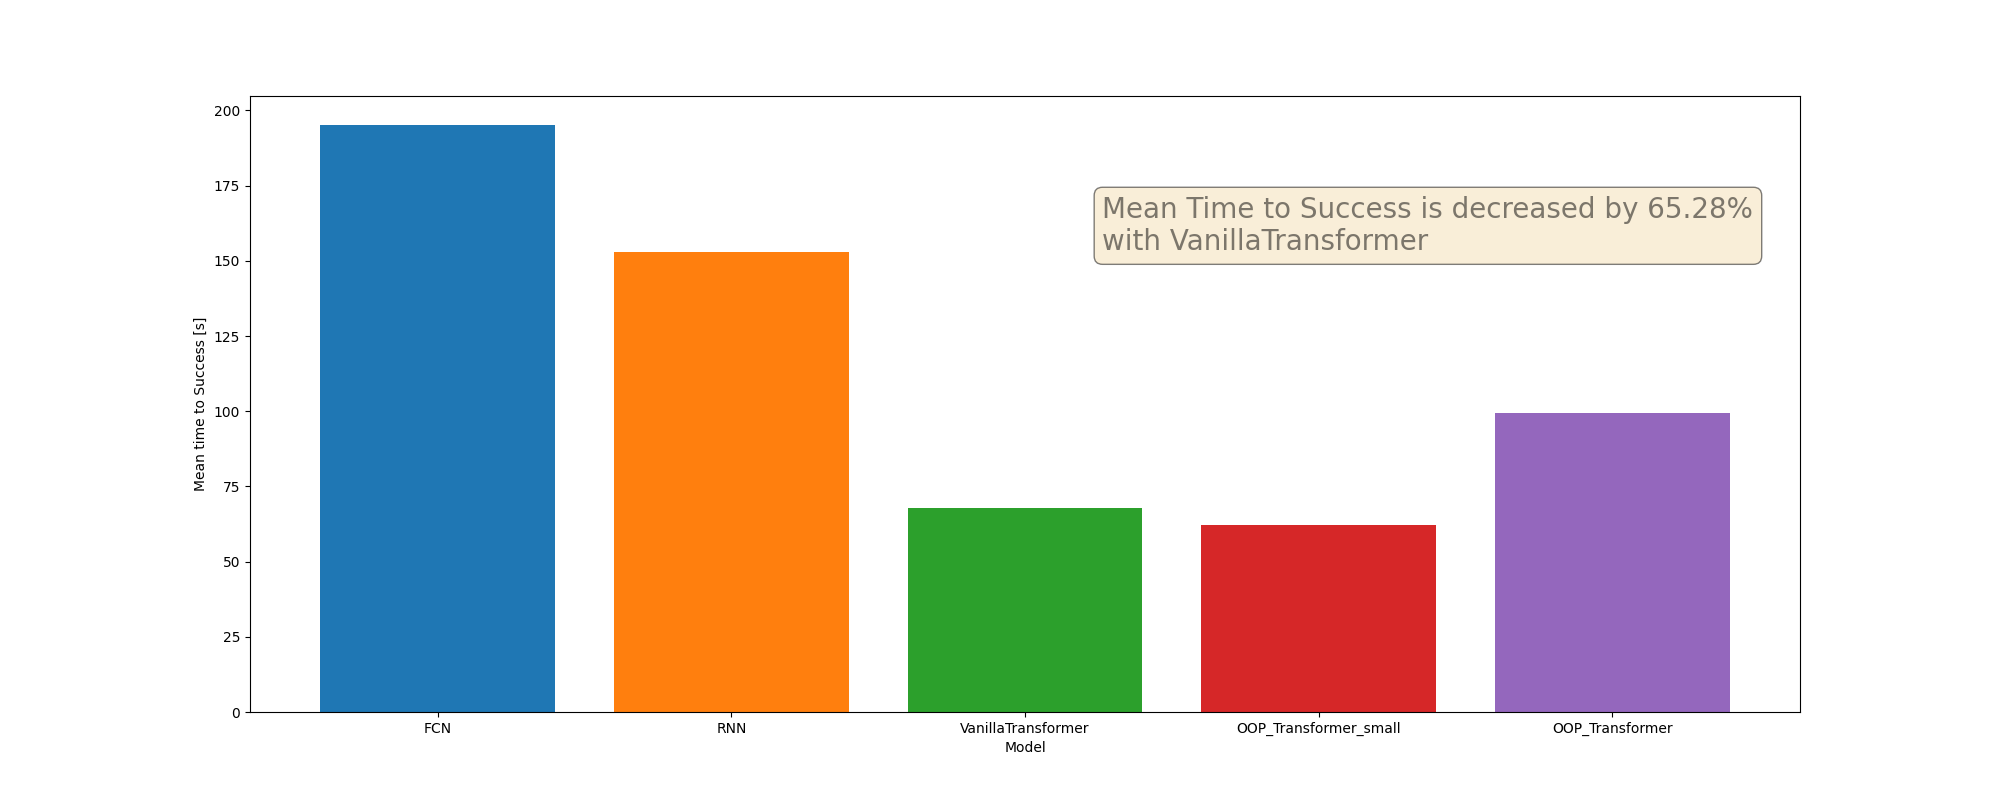 200
175
150
125
100
75
50
25
0
Mean time to Success [s]
Mean Time to Success is decreased by 65.28%
with VanillaTransformer
FCN RNN VanillaTransformer OOP_Transformer_small OOP_Transformer
Model